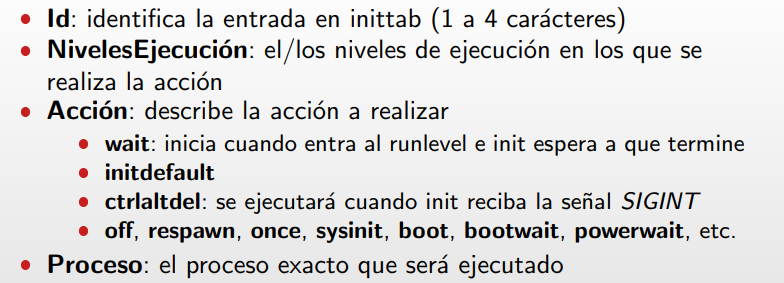 Id: identifica la entrada en inittab (1 a 4 carácteres)
NivelesEjecución: el/los niveles de ejecución en los que se
realiza la acción
Acción: describe la acción a realizar
wait: inicia cuando entra al runlevel e init espera a que termine
initdefault
ctrlaltdel: se ejecutará cuando init reciba la señal SIGINT
off, respawn, once, sysinit, boot, bootwait, powerwait, etc.
Proceso: el proceso exacto que será ejecutado